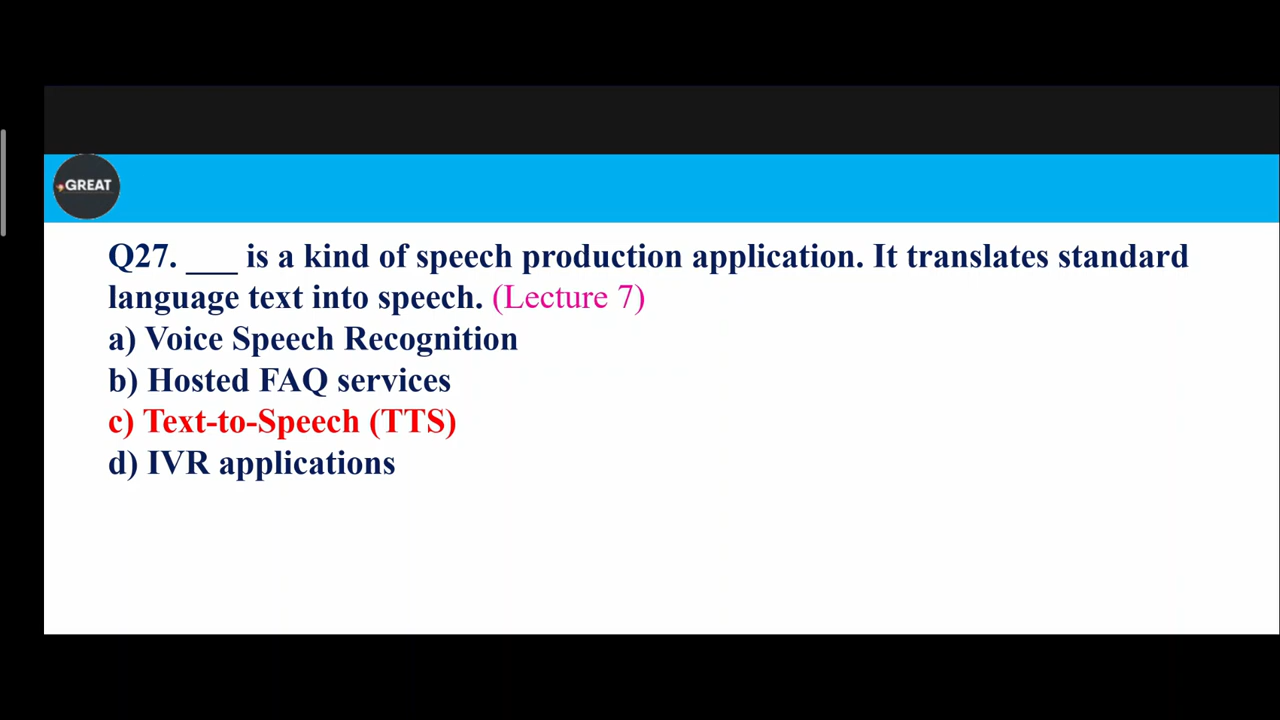 GREAT
Q27. ___ is a kind of speech production application. It translates standard
language text into speech. (Lecture 7)
a) Voice Speech Recognition
b) Hosted FAQ services
c) Text-to-Speech (TTS)
d) IVR applications